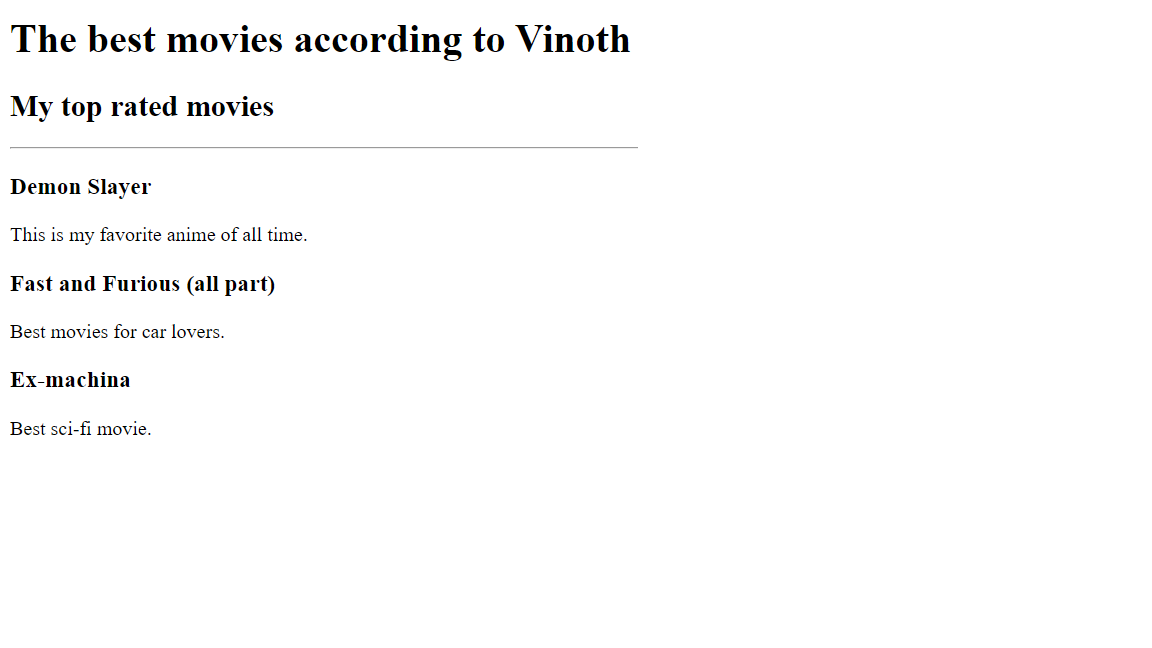 The best movies according to Vinoth
My top rated movies
Demon Slayer
This is my favorite anime of all time.
Fast and Furious (all part)
Best movies for car lovers.
Ex-machina
Best sci-fi movie.